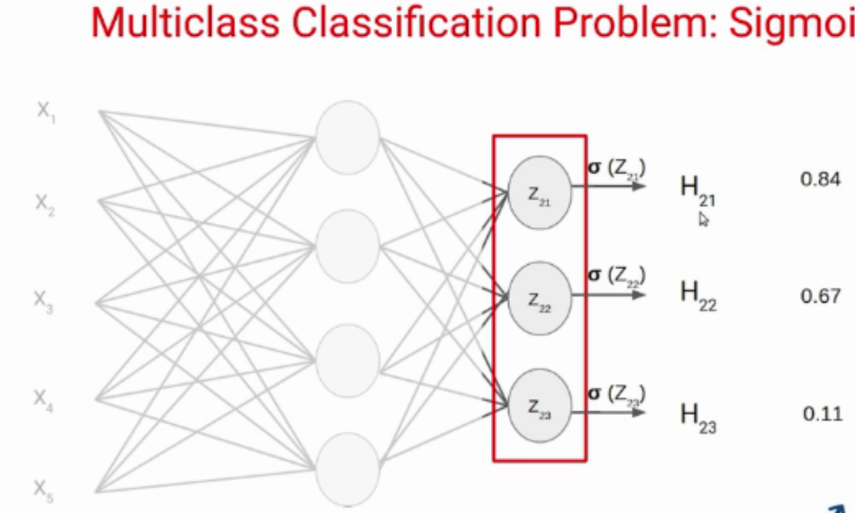 Multiclass Classification Problem: Sigmoi
X₁
X₂
X₃
X₄
X₅
Z₂₁
Z₂₂
Z₂₃
σ (Z₂₁)
σ (Z₂₂)
σ (Z₂₃)
H₂₁
H₂₂
H₂₃
0.84
0.67
0.11